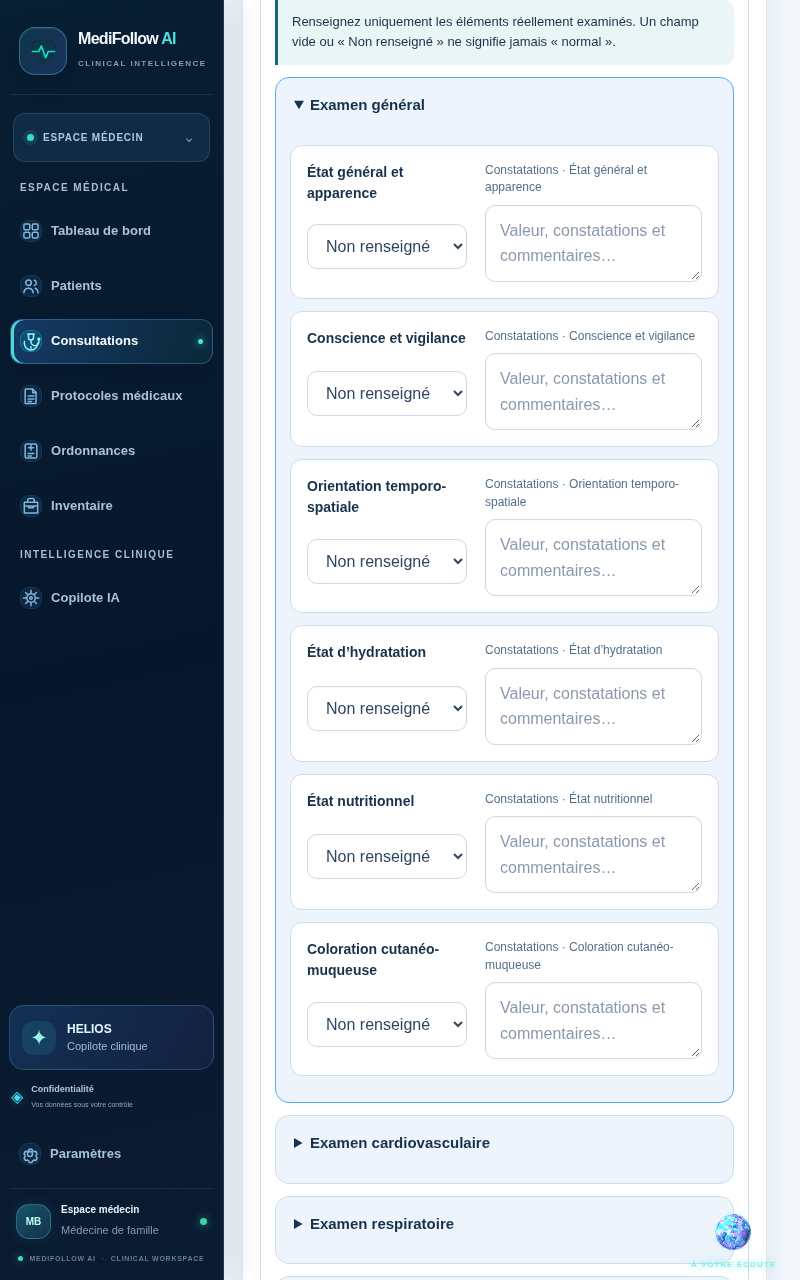 MediFollow AI
CLINICAL INTELLIGENCE
ESPACE MÉDECIN
ESPACE MÉDICAL
Tableau de bord
Patients
Consultations
Protocoles médicaux
Ordonnances
Inventaire
INTELLIGENCE CLINIQUE
Copilote IA
HELIOS
Copilote clinique
Confidentialité
Vos données sous votre contrôle
Paramètres
MB
Espace médecin
Médecine de famille
MEDIFOLLOW AI · CLINICAL WORKSPACE
Renseignez uniquement les éléments réellement examinés. Un champ
vide ou « Non renseigné » ne signifie jamais « normal ».
Examen général
État général et
apparence
Non renseigné
Constatations · État général et
apparence
Valeur, constatations et
commentaires…
Conscience et vigilance
Non renseigné
Constatations · Conscience et vigilance
Valeur, constatations et
commentaires…
Orientation temporo-
spatiale
Non renseigné
Constatations · Orientation temporo-
spatiale
Valeur, constatations et
commentaires…
État d’hydratation
Non renseigné
Constatations · État d’hydratation
Valeur, constatations et
commentaires…
État nutritionnel
Non renseigné
Constatations · État nutritionnel
Valeur, constatations et
commentaires…
Coloration cutanéo-
muqueuse
Non renseigné
Constatations · Coloration cutanéo-
muqueuse
Valeur, constatations et
commentaires…
Examen cardiovasculaire
Examen respiratoire
À VOTRE ÉCOUTE